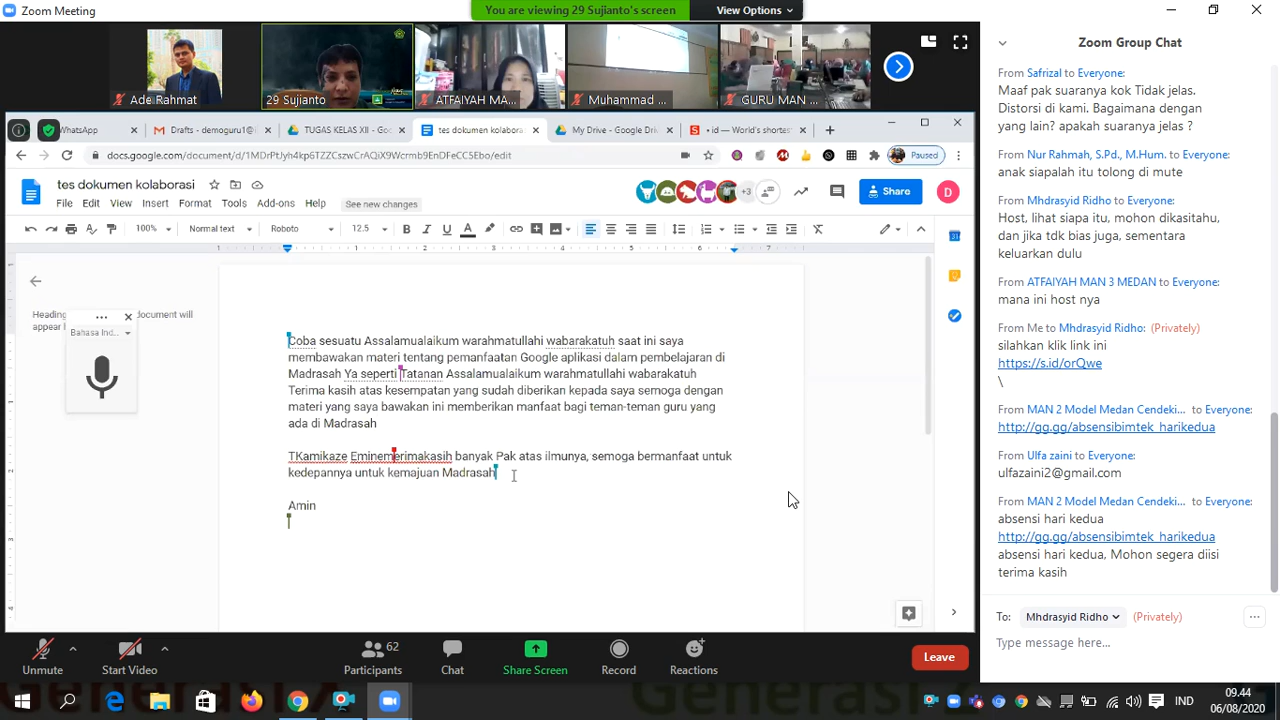 Zoom Meeting
You are viewing 29 Sujianto's screen
View Options
Ade Rahmat
29 Sujianto
ATFAIYAH MA...
Muhammad ...
GURU MAN ...
WhatsApp
Drafts - demoguru1@
TUGAS KELAS XII - Goo
tes dokumen kolaborasi
My Drive - Google Dri
• id — World's shortest
docs.google.com/document/d/1MDrPtJyh4kp6TZZCszwCrAQiX9Wcmrb9EnDFeCC5Ebo/edit
Paused
tes dokumen kolaborasi
File Edit View Insert Format Tools Add-ons Help
See new changes
+3
Share
D
100%
Normal text
Roboto
12.5
B I U A
Heading
document will
appear
Bahasa Ind...
Coba sesuatu Assalamualaikum warahmatullahi wabarakatuh saat ini saya
membawakan materi tentang pemanfaatan Google aplikasi dalam pembelajaran di
Madrasah Ya seperti Tatanan Assalamualaikum warahmatullahi wabarakatuh
Terima kasih atas kesempatan yang sudah diberikan kepada saya semoga dengan
materi yang saya bawakan ini memberikan manfaat bagi teman-teman guru yang
ada di Madrasah
TKamikaze Eminemerimakasih banyak Pak atas ilmunya, semoga bermanfaat untuk
kedepannya untuk kemajuan Madrasah
Amin
Unmute
Start Video
62
Participants
Chat
Share Screen
Record
Reactions
Leave
Zoom Group Chat
From Safrizal to Everyone:
Maaf pak suaranya kok Tidak jelas.
Distorsi di kami. Bagaimana dengan
yang lain? apakah suaranya jelas ?
From Nur Rahmah, S.Pd., M.Hum. to Everyone:
anak siapalah itu tolong di mute
From Mhdrasyid Ridho to Everyone:
Host, lihat siapa itu, mohon dikasitahu,
dan jika tdk bias juga, sementara
keluarkan dulu
From ATFAIYAH MAN 3 MEDAN to Everyone:
mana ini host nya
From Me to Mhdrasyid Ridho: (Privately)
silahkan klik link ini
https://s.id/orQwe
\
From MAN 2 Model Medan Cendeki... to Everyone:
http://gg.gg/absensibimtek_harikedua
From Ulfa zaini to Everyone:
ulfazaini2@gmail.com
From MAN 2 Model Medan Cendeki... to Everyone:
absensi hari kedua
http://gg.gg/absensibimtek_harikedua
absensi hari kedua, Mohon segera diisi
terima kasih
To: Mhdrasyid Ridho (Privately)
Type message here...
IND
09.44
06/08/2020